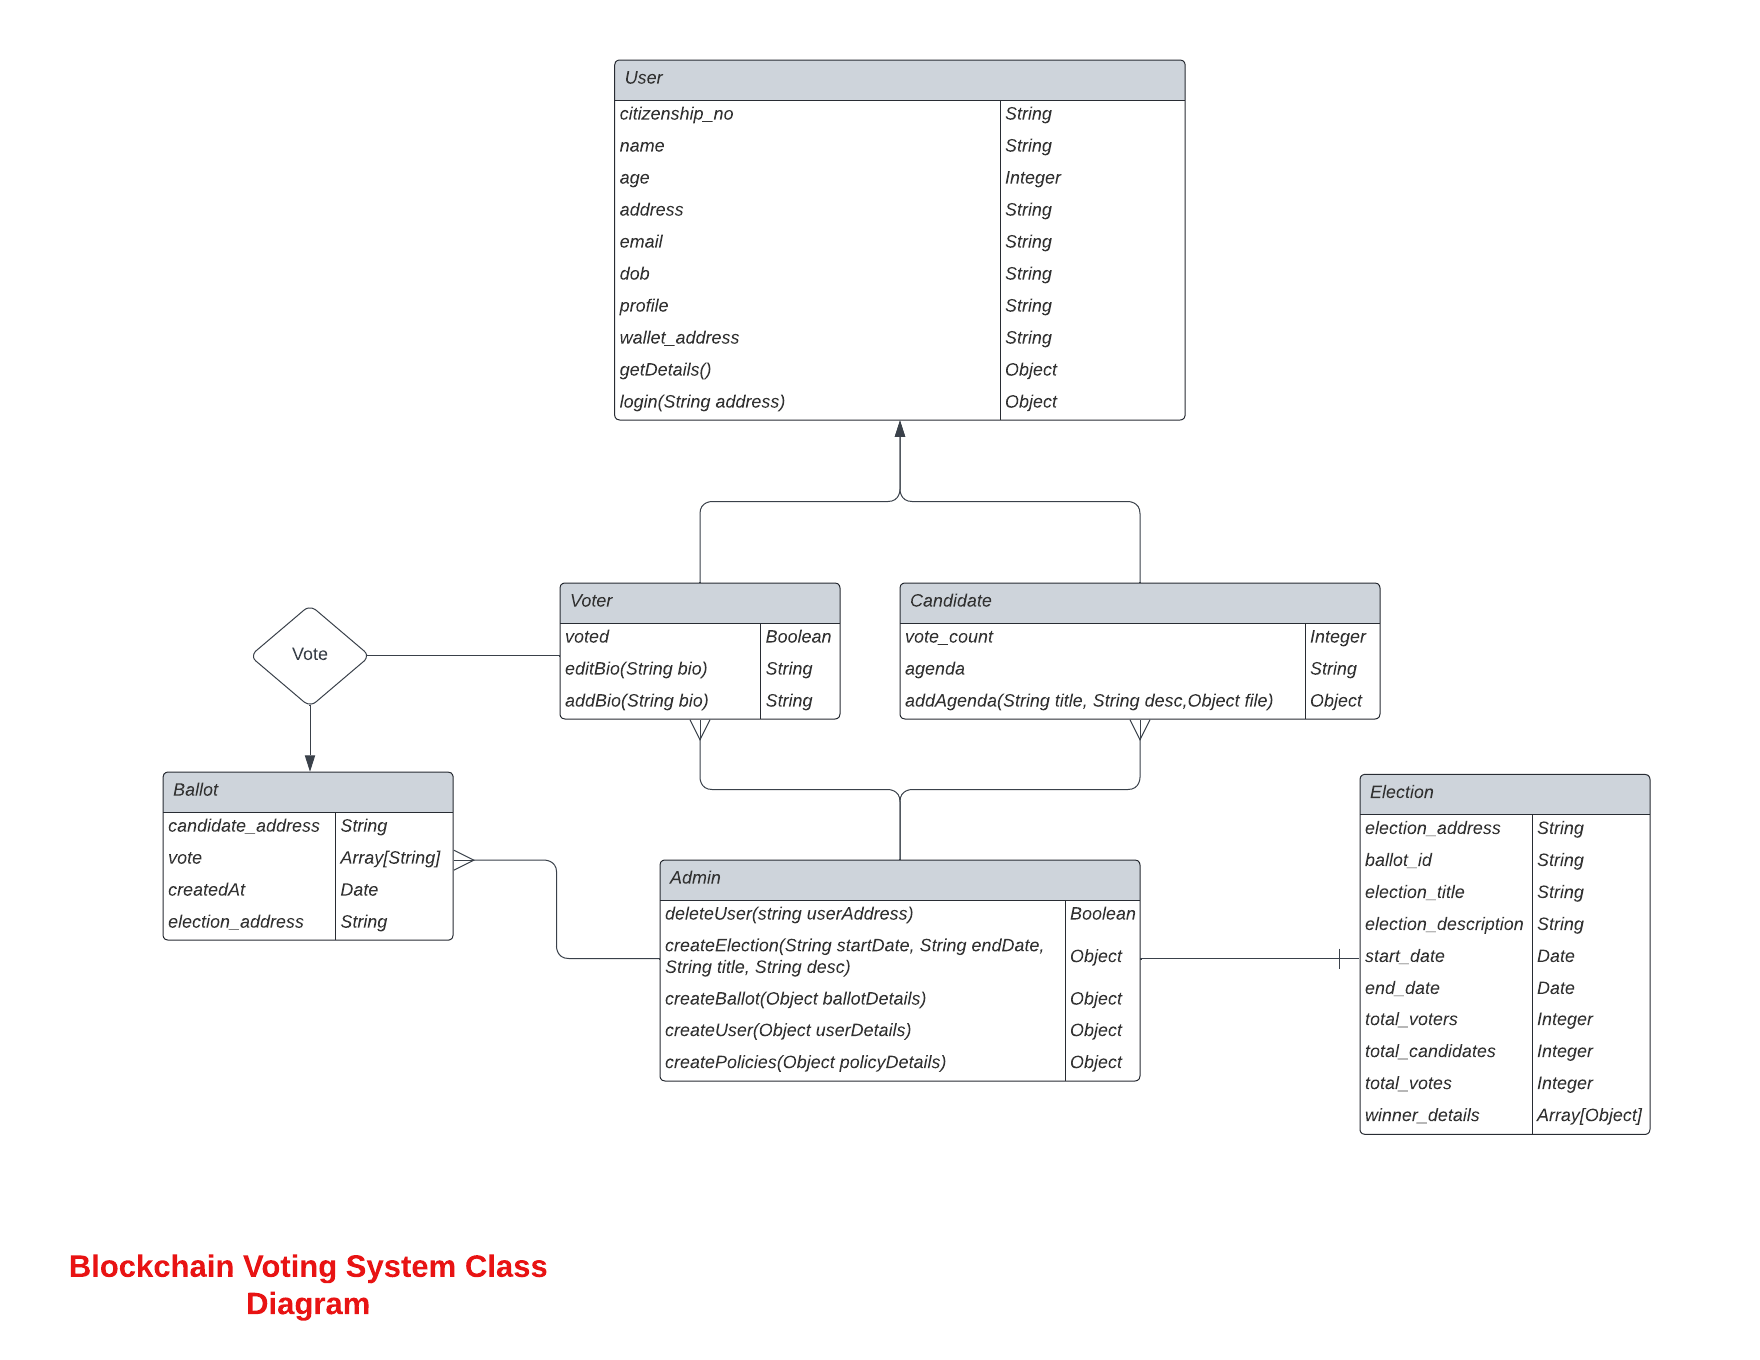 User
citizenship_no String
name String
age Integer
address String
email String
dob String
profile String
wallet_address String
getDetails() Object
login(String address) Object
Vote
Voter
voted Boolean
editBio(String bio) String
addBio(String bio) String
Candidate
vote_count Integer
agenda String
addAgenda(String title, String desc,Object file) Object
Ballot
candidate_address String
vote Array[String]
createdAt Date
election_address String
Admin
deleteUser(string userAddress) Boolean
createElection(String startDate, String endDate,
String title, String desc) Object
createBallot(Object ballotDetails) Object
createUser(Object userDetails) Object
createPolicies(Object policyDetails) Object
Election
election_address String
ballot_id String
election_title String
election_description String
start_date Date
end_date Date
total_voters Integer
total_candidates Integer
total_votes Integer
winner_details Array[Object]
Blockchain Voting System Class
Diagram